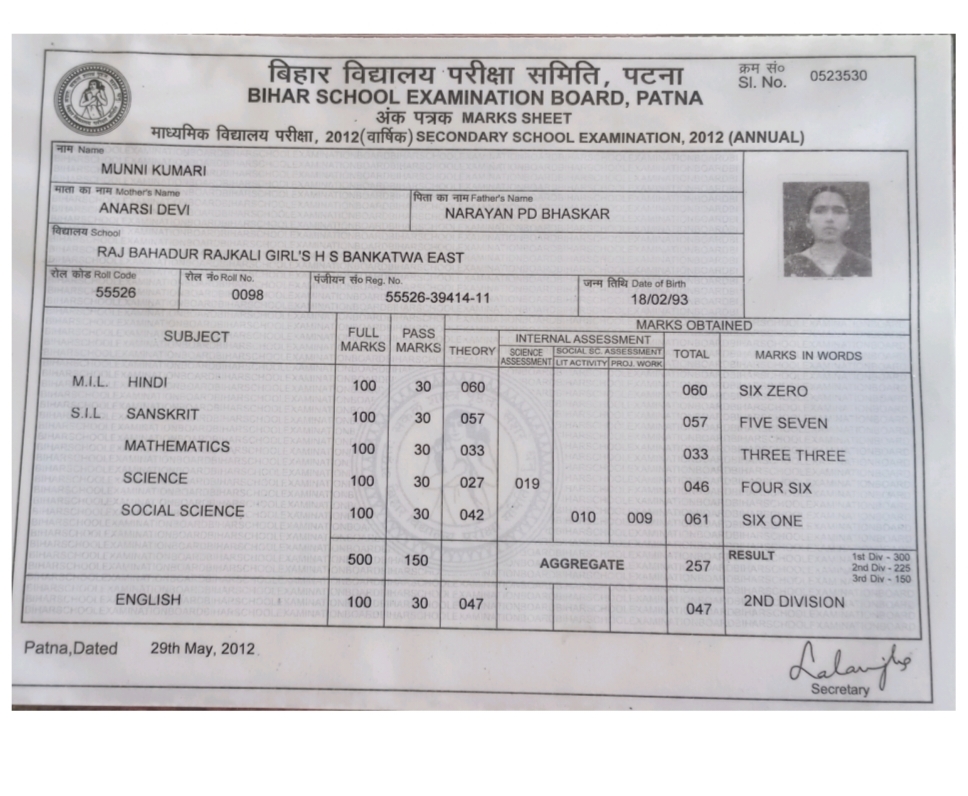 बिहार विद्यालय परीक्षा समिति, पटना
क्रम सं० Sl. No. 0523530
BIHAR SCHOOL EXAMINATION BOARD, PATNA
अंक पत्रक MARKS SHEET
माध्यमिक विद्यालय परीक्षा, 2012(वार्षिक) SECONDARY SCHOOL EXAMINATION, 2012 (ANNUAL)
नाम Name
MUNNI KUMARI
माता का नाम Mother's Name पिता का नाम Father's Name
ANARSI DEVI NARAYAN PD BHASKAR
विद्यालय School
RAJ BAHADUR RAJKALI GIRL'S H S BANKATWA EAST
रोल कोड Roll Code रोल नं० Roll No. पंजीयन सं० Reg. No. जन्म तिथि Date of Birth
55526 0098 55526-39414-11 18/02/93
MARKS OBTAINED
SUBJECT FULL MARKS PASS MARKS THEORY INTERNAL ASSESSMENT TOTAL MARKS IN WORDS
SCIENCE ASSESSMENT SOCIAL SC. ASSESSMENT
LIT ACTIVITY PROJ. WORK
M.I.L. HINDI 100 30 060 060 SIX ZERO
S.I.L SANSKRIT 100 30 057 057 FIVE SEVEN
MATHEMATICS 100 30 033 033 THREE THREE
SCIENCE 100 30 027 019 046 FOUR SIX
SOCIAL SCIENCE 100 30 042 010 009 061 SIX ONE
500 150 AGGREGATE 257 RESULT 1st Div - 300
2nd Div - 225
3rd Div - 150
ENGLISH 100 30 047 047 2ND DIVISION
Patna,Dated 29th May, 2012
Secretary